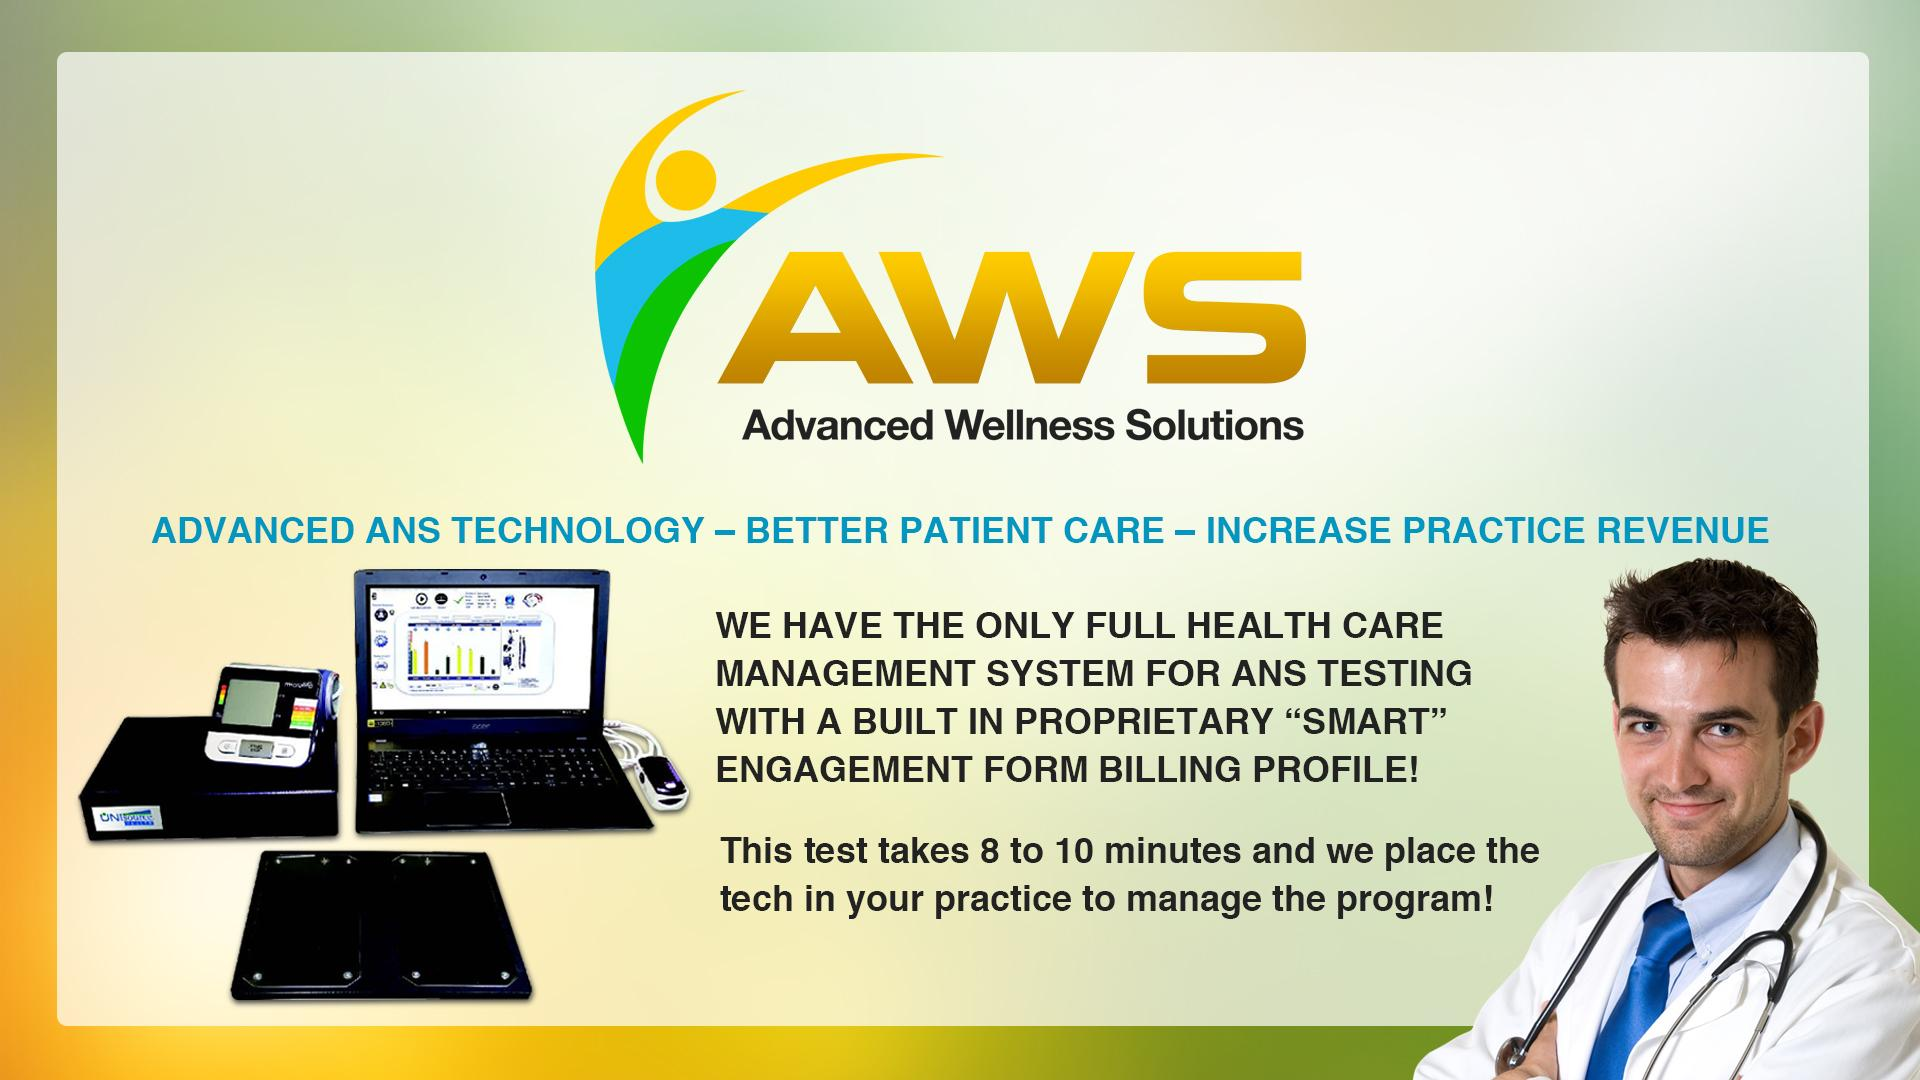 AWS
Advanced Wellness Solutions
ADVANCED ANS TECHNOLOGY – BETTER PATIENT CARE – INCREASE PRACTICE REVENUE
WE HAVE THE ONLY FULL HEALTH CARE
MANAGEMENT SYSTEM FOR ANS TESTING
WITH A BUILT IN PROPRIETARY “SMART”
ENGAGEMENT FORM BILLING PROFILE!
This test takes 8 to 10 minutes and we place the
tech in your practice to manage the program!
acer